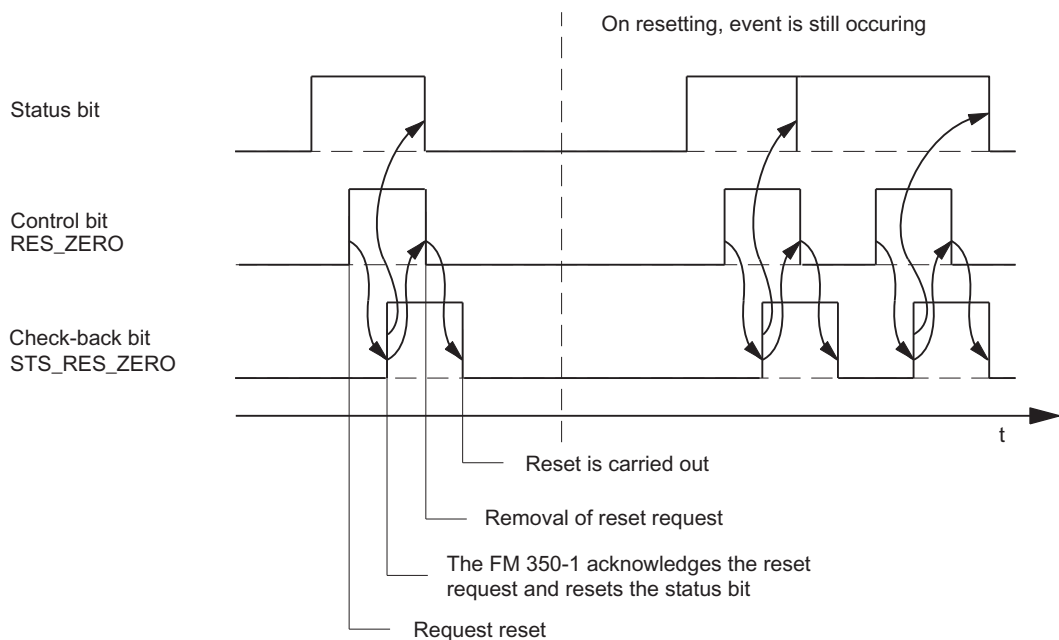 On resetting, event is still occuring
Status bit
Control bit
RES_ZERO
Check-back bit
STS_RES_ZERO
t
Reset is carried out
Removal of reset request
The FM 350-1 acknowledges the reset
request and resets the status bit
Request reset